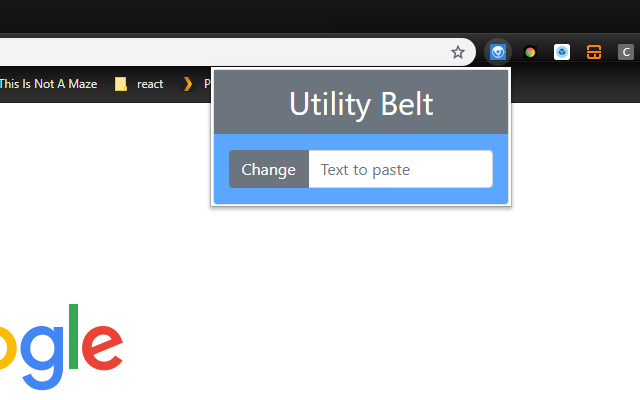 This Is Not A Maze
react
P
Utility Belt
Change
Text to paste
ogle
C